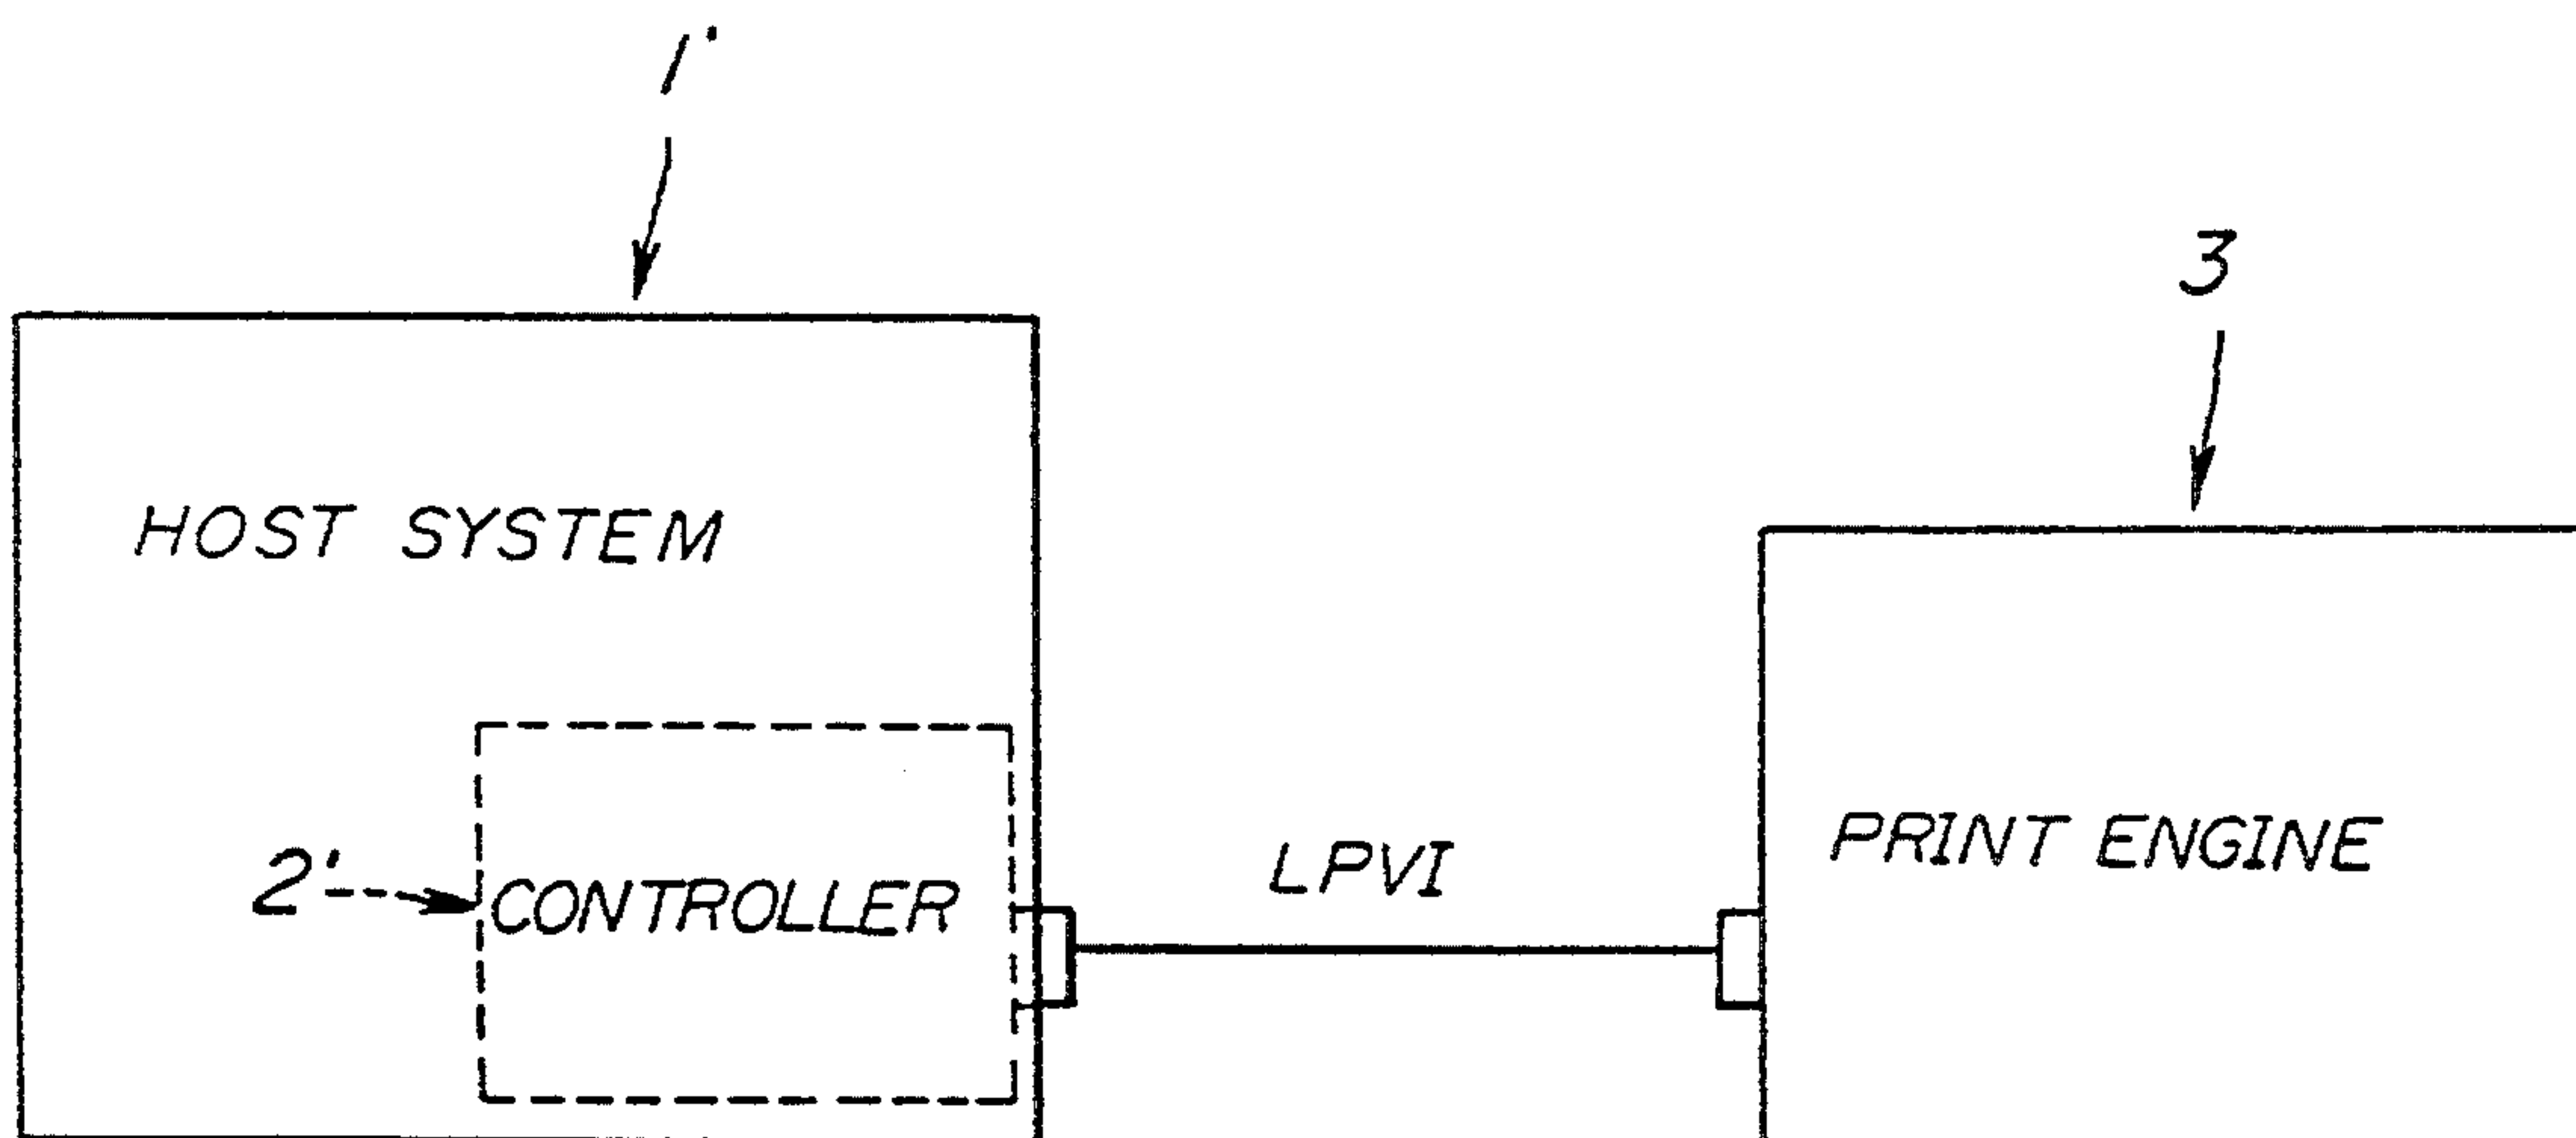 1'
3
HOST SYSTEM
PRINT ENGINE
LPVI
2'
CONTROLLER